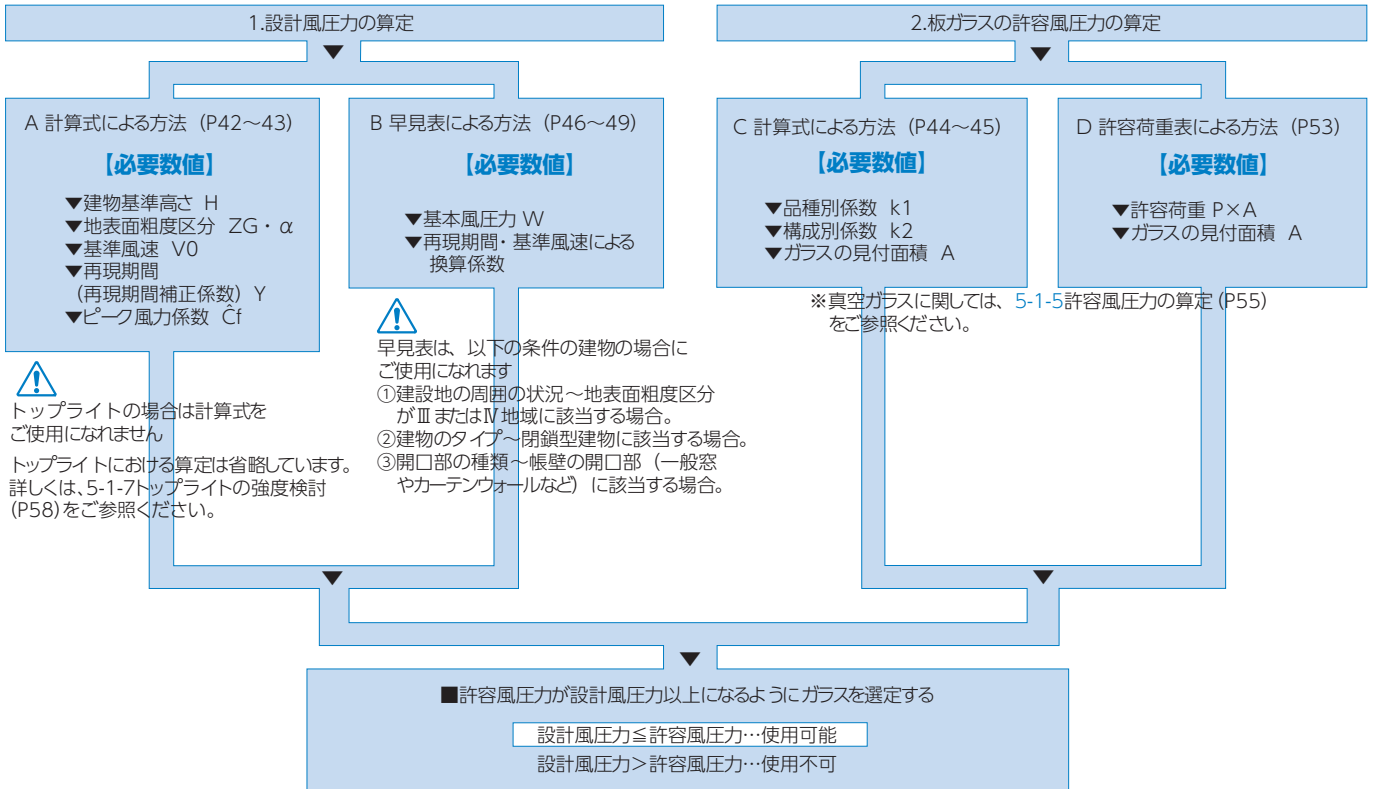 1.設計風圧力の算定
▼
A 計算式による方法（P42～43）
【必要数値】
▼建物基準高さ H
▼地表面粗度区分 ZG・α
▼基準風速 V0
▼再現期間
（再現期間補正係数）Y
▼ピーク風力係数 Ĉf
トップライトの場合は計算式を
ご使用になれません
トップライトにおける算定は省略しています。
詳しくは、5-1-7トップライトの強度検討
(P58)をご参照ください。
B 早見表による方法（P46～49）
【必要数値】
▼基本風圧力 W
▼再現期間・基準風速による
換算係数
早見表は、以下の条件の建物の場合に
ご使用になれます
①建設地の周囲の状況～地表面粗度区分
がⅢまたはⅣ地域に該当する場合。
②建物のタイプ～閉鎖型建物に該当する場合。
③開口部の種類～帳壁の開口部（一般窓
やカーテンウォールなど）に該当する場合。
▼
2.板ガラスの許容風圧力の算定
▼
C 計算式による方法（P44～45）
【必要数値】
▼品種別係数 k1
▼構成別係数 k2
▼ガラスの見付面積 A
D 許容荷重表による方法（P53）
【必要数値】
▼許容荷重 P×A
▼ガラスの見付面積 A
※真空ガラスに関しては、5-1-5許容風圧力の算定(P55)
をご参照ください。
▼
▼
■許容風圧力が設計風圧力以上になるようにガラスを選定する
設計風圧力≦許容風圧力…使用可能
設計風圧力＞許容風圧力…使用不可